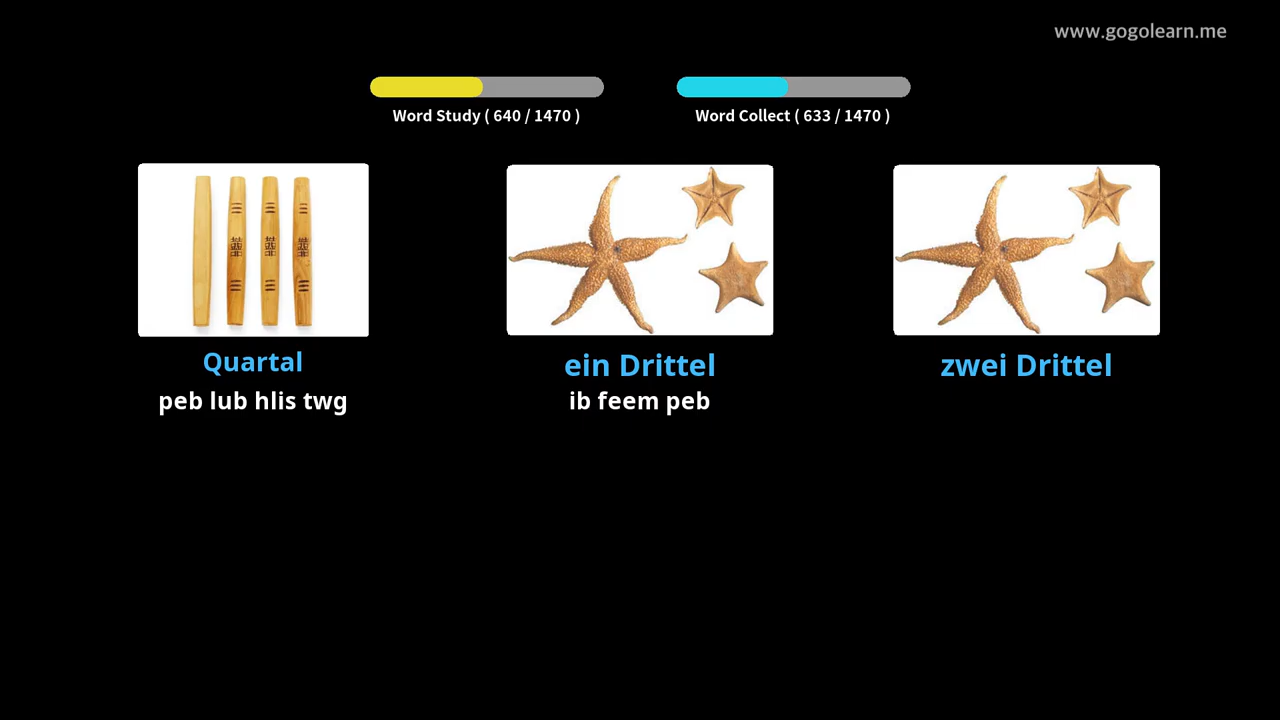 www.gogolearn.me
Word Study ( 640 / 1470 )
Word Collect ( 633 / 1470 )
Quartal
peb lub hlis twg
ein Drittel
ib feem peb
zwei Drittel